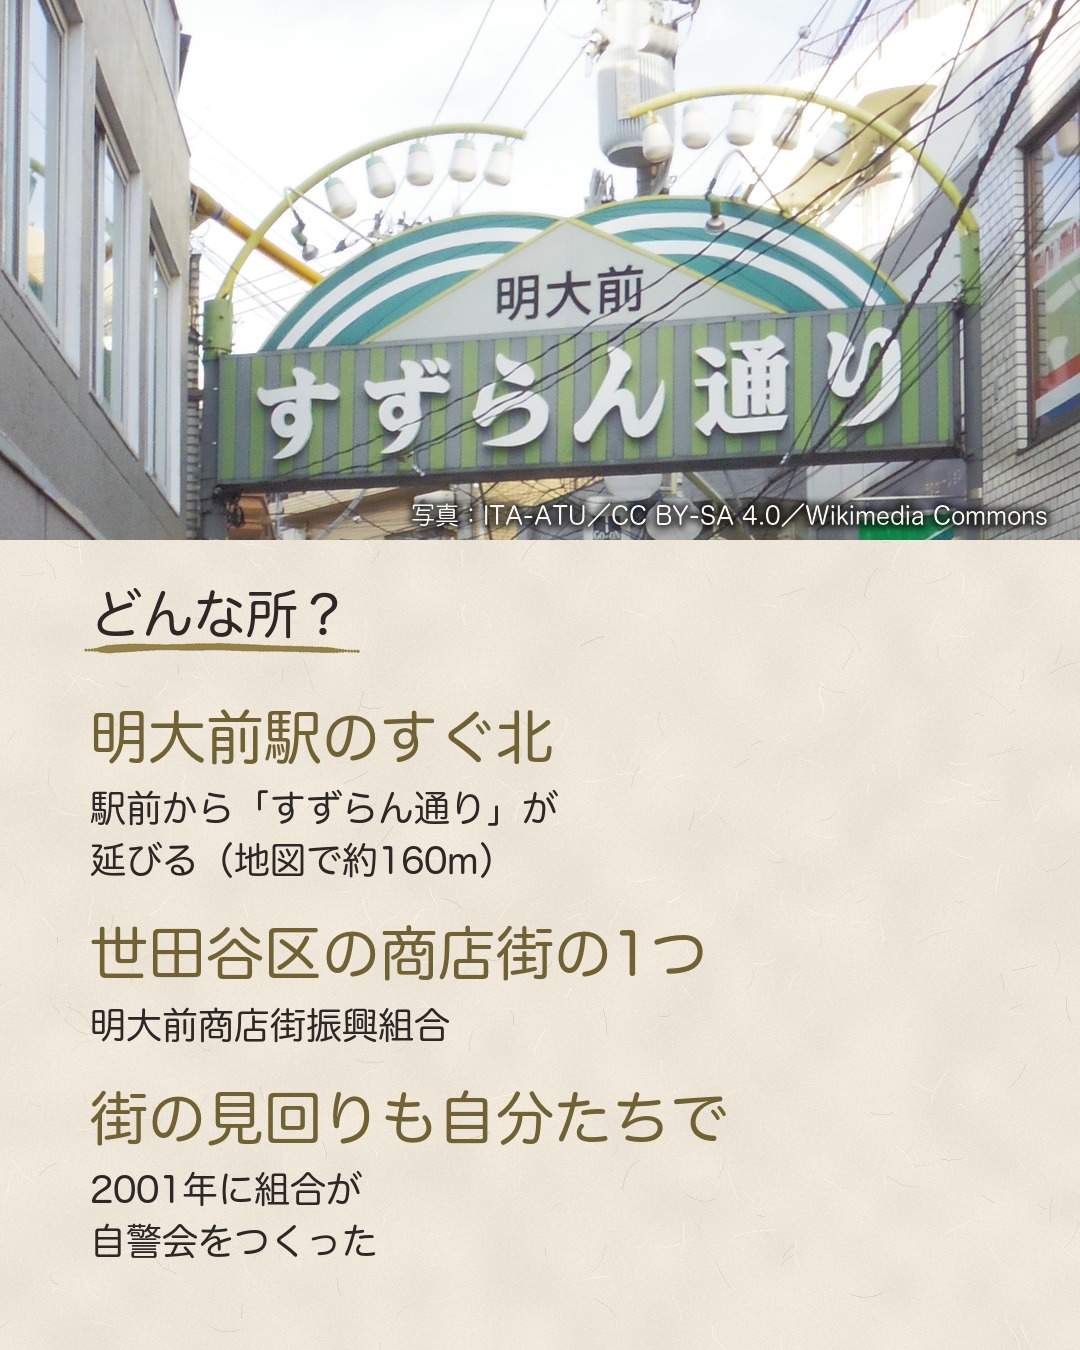 明大前
すずらん通り
写真：ITA-ATU／CC BY-SA 4.0／Wikimedia Commons
どんな所？
明大前駅のすぐ北
駅前から「すずらん通り」が
延びる（地図で約160m）
世田谷区の商店街の1つ
明大前商店街振興組合
街の見回りも自分たちで
2001年に組合が
自警会をつくった